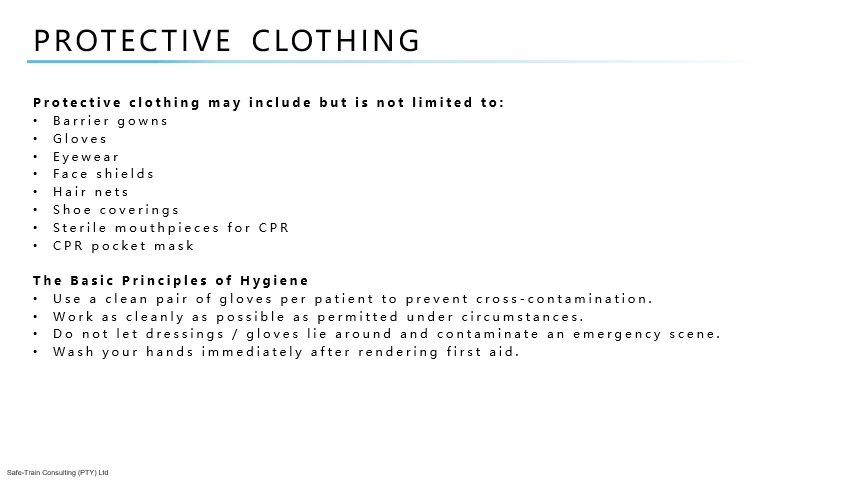 PROTECTIVE CLOTHING
Protective clothing may include but is not limited to:
• Barrier gowns
• Gloves
• Eyewear
• Face shields
• Hair nets
• Shoe coverings
• Sterile mouthpieces for CPR
• CPR pocket mask
The Basic Principles of Hygiene
• Use a clean pair of gloves per patient to prevent cross-contamination.
• Work as cleanly as possible as permitted under circumstances.
• Do not let dressings / gloves lie around and contaminate an emergency scene.
• Wash your hands immediately after rendering first aid.
Safe-Train Consulting (PTY) Ltd